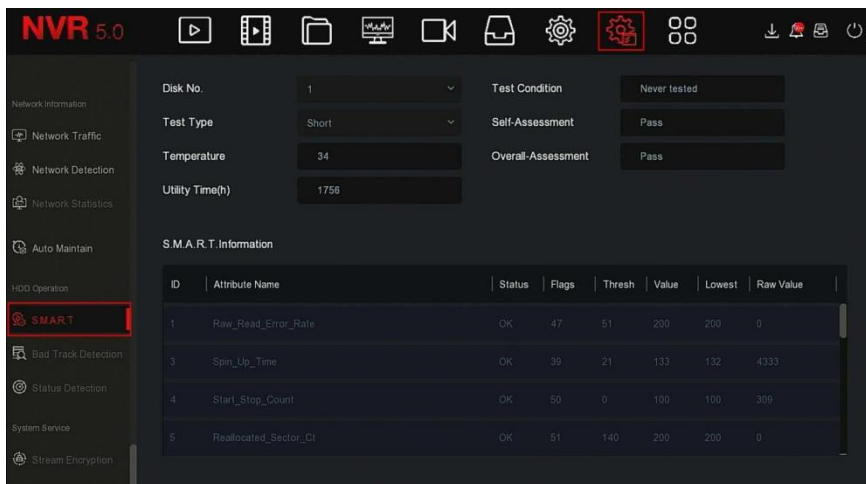 NVR 5.0
Network Information
Network Traffic
Network Detection
Network Statistics
Auto Maintain
HDD Operation
S.M.A.R.T
Bad Track Detection
Status Detection
System Service
Stream Encryption
Disk No. 1
Test Condition Never tested
Test Type Short
Self-Assessment Pass
Temperature 34
Overall-Assessment Pass
Utility Time(h) 1756
S.M.A.R.T.Information
ID Attribute Name Status Flags Thresh Value Lowest Raw Value
1 Raw_Read_Error_Rate OK 47 51 200 200 0
3 Spin_Up_Time OK 39 21 133 132 4333
4 Start_Stop_Count OK 50 0 100 100 309
5 Reallocated_Sector_Ct OK 51 140 200 200 0